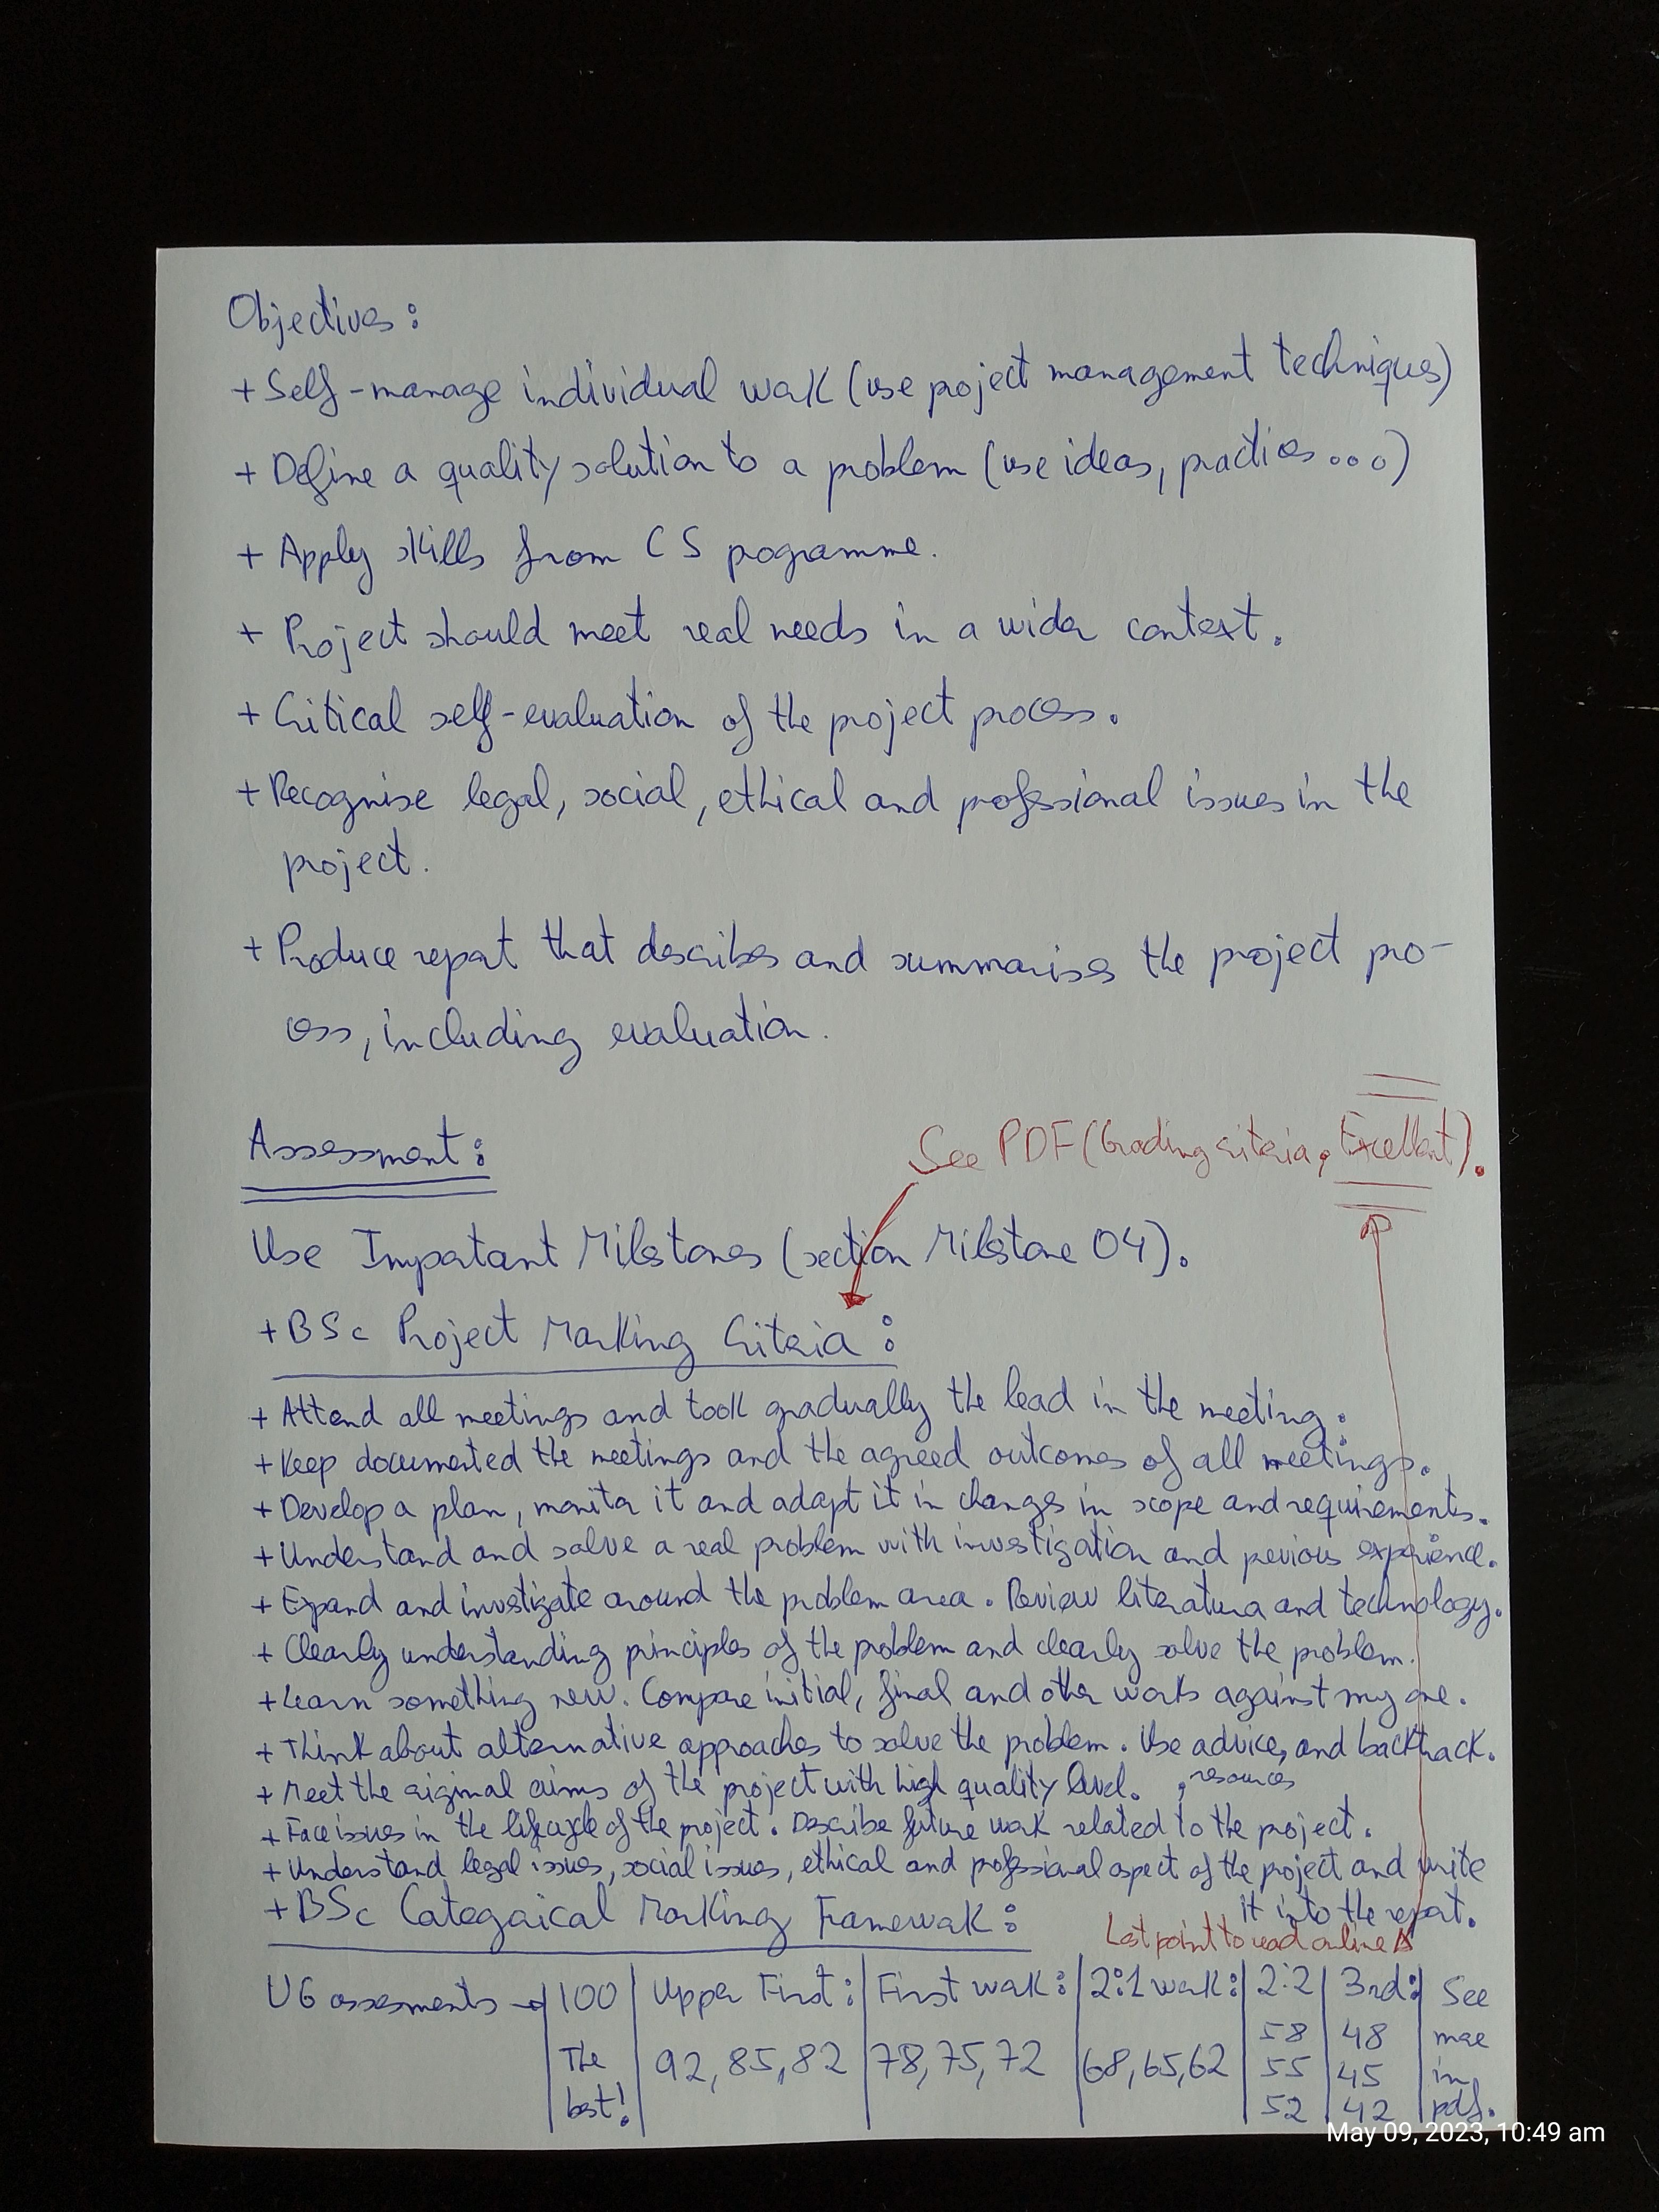 Objectives:
+ Self-manage individual work (use project management techniques)
+ Define a quality solution to a problem (use ideas, practices ...)
+ Apply skills from CS pogramme.
+ Project should meet real needs in a wider context.
+ Critical self-evaluation of the project process.
+ Recognise legal, social, ethical and professional issues in the
project.
+ Produce report that describes and summarises the project pro-
cess, including evaluation.
Assessment:
See PDF (Grading criteria, Excellent).
Use Important Milestones (section Milestone 04).
+ BSc Project Marking Criteria:
+ Attend all meetings and took gradually the lead in the meeting.
+ Keep documented the meetings and the agreed outcomes of all meetings.
+ Develop a plan, monitor it and adapt it in changes in scope and requirements.
+ Understand and solve a real problem with investigation and pevious experience.
+ Expand and investigate around the problem area. Review literature and technology.
+ Clearly understanding principles of the problem and clearly solve the problem.
+ Learn something new. Compare initial, final and other works against my one.
+ Think about alternative approaches to solve the problem. Use advice, and backtrack.
, resources
+ Meet the original aims of the project with high quality level.
+ Face issues in the lifecycle of the project. Describe future work related to the project.
+ Understand legal issues, social issues, ethical and professional aspect of the project and write
it into the report.
+ BSc Categorical Marking Framework:
Last point to read online
UG assesments → 100 | Upper First: | First work: | 2:1 work: | 2:2 | 3rd: | See
58 | 48 | more
The | 92, 85, 82 | 78, 75, 72 | 68, 65, 62 | 55 | 45 | in
best! | 52 | 42 | pdf.
May 09, 2023, 10:49 am